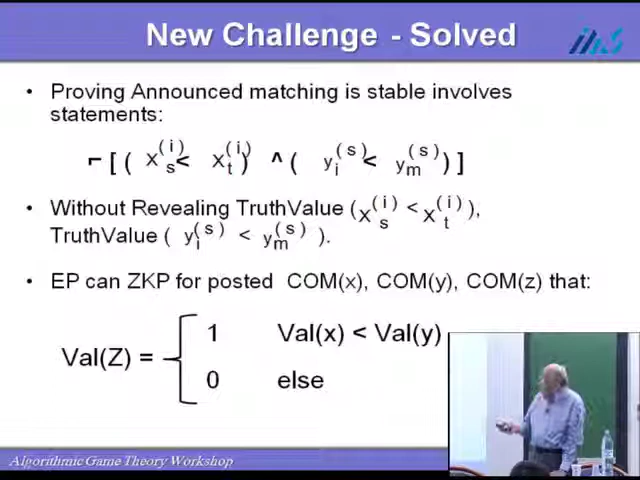 New Challenge - Solved
IMS
• Proving Announced matching is stable involves
statements:
⌐ [ ( x_s^(i) < x_t^(i) ) ^ ( y_i^(s) < y_m^(s) ) ]
• Without Revealing TruthValue ( x_s^(i) < x_t^(i) ),
TruthValue ( y_i^(s) < y_m^(s) ).
• EP can ZKP for posted COM(x), COM(y), COM(z) that:
Val(Z) = { 1 Val(x) < Val(y)
0 else
Algorithmic Game Theory Workshop